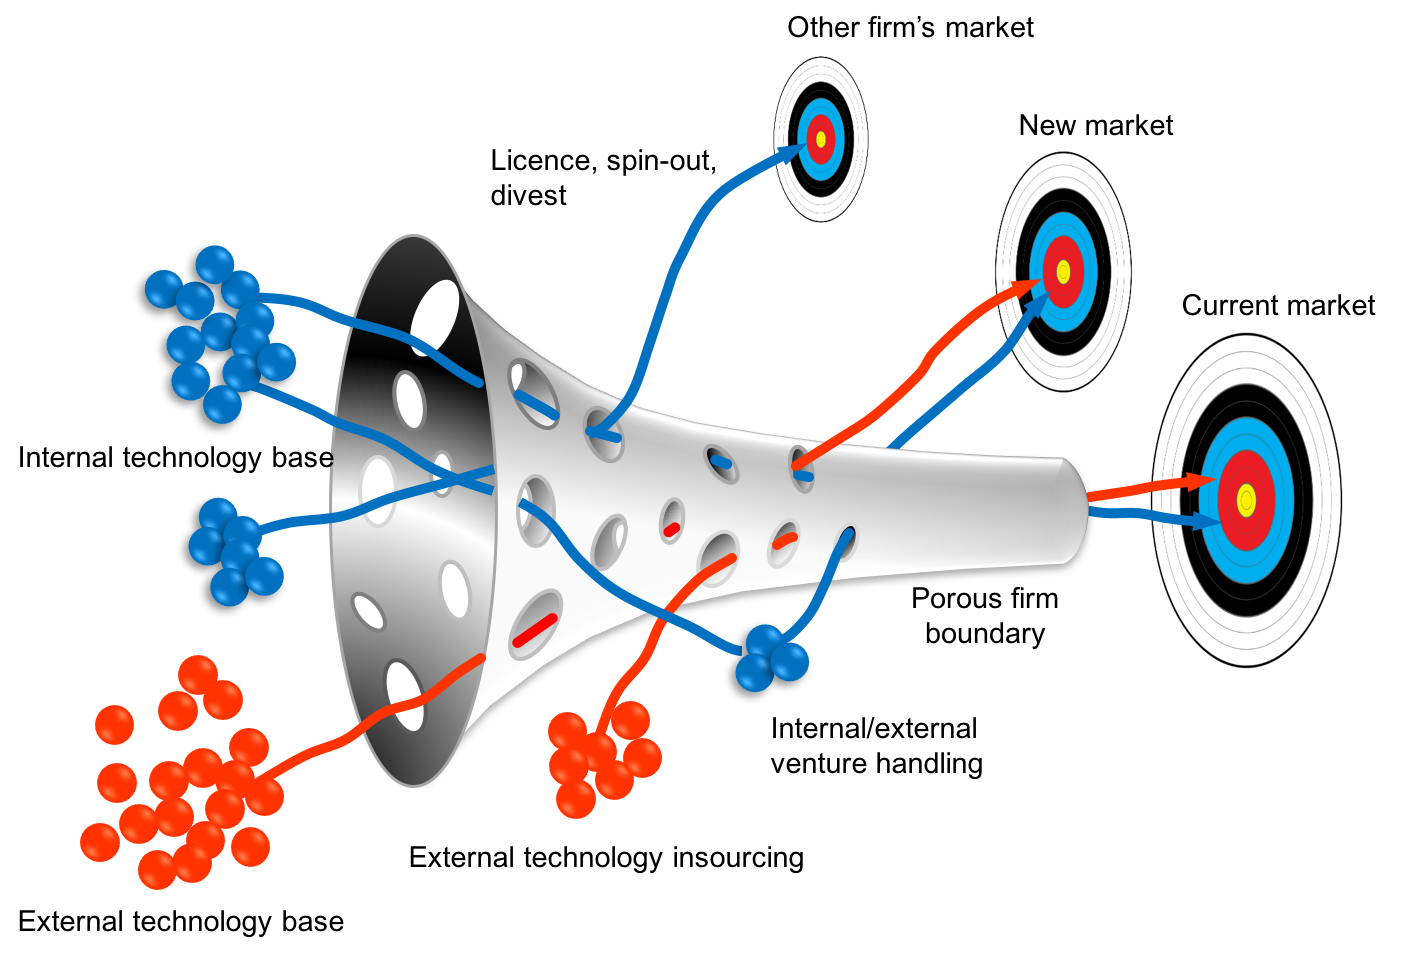 Other firm’s market
New market
Licence, spin-out,
divest
Current market
Internal technology base
Porous firm
boundary
Internal/external
venture handling
External technology insourcing
External technology base